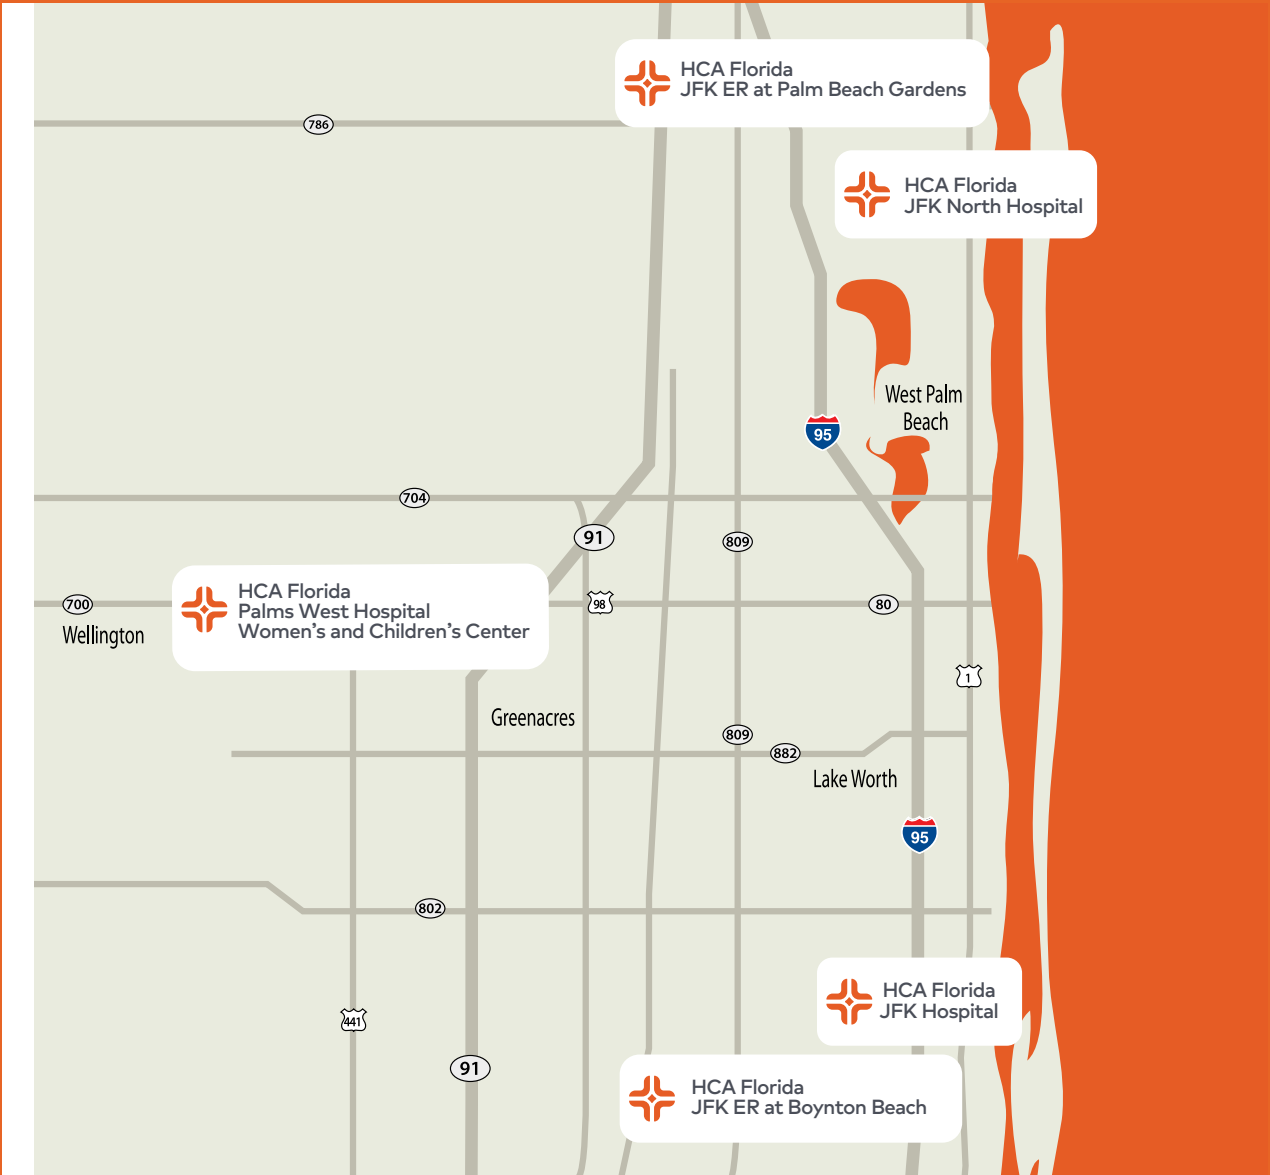 HCA Florida
JFK ER at Palm Beach Gardens
786
HCA Florida
JFK North Hospital
West Palm
Beach
95
704
91
809
HCA Florida
Palms West Hospital
Women's and Children's Center
700
98
80
Wellington
1
Greenacres
809
882
Lake Worth
95
802
HCA Florida
JFK Hospital
441
91
HCA Florida
JFK ER at Boynton Beach